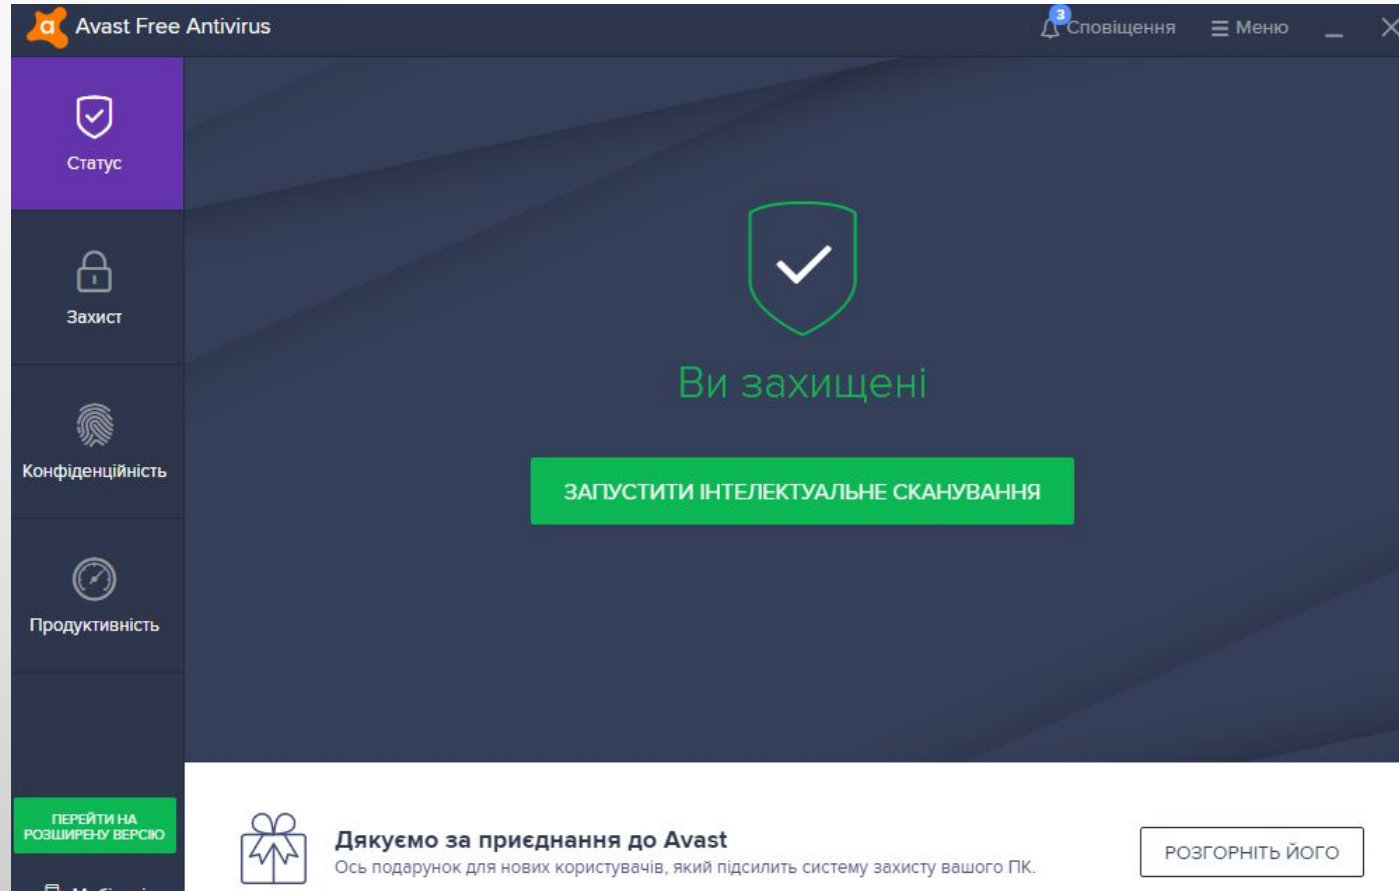 Avast Free Antivirus
3
Сповіщення
Меню
Статус
Захист
Конфіденційність
Продуктивність
Ви захищені
ЗАПУСТИТИ ІНТЕЛЕКТУАЛЬНЕ СКАНУВАННЯ
ПЕРЕЙТИ НА
РОЗШИРЕНУ ВЕРСІЮ
Дякуємо за приєднання до Avast
Ось подарунок для нових користувачів, який підсилить систему захисту вашого ПК.
РОЗГОРНІТЬ ЙОГО